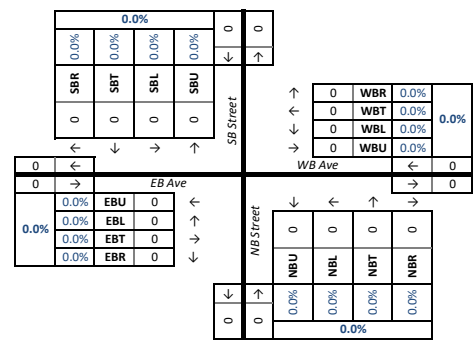 0.0%
0.0% 0.0% 0.0% 0.0%
SBR SBT SBL SBU
0 0 0 0
← ↓ → ↑
0 0
↓ ↑
SB Street
↑ 0 WBR 0.0%
← 0 WBT 0.0%
↓ 0 WBL 0.0%
→ 0 WBU 0.0%
0.0%
WB Ave
0 ←
0 →
← 0
→ 0
EB Ave
0.0%
0.0% EBU 0 ←
0.0% EBL 0 ↑
0.0% EBT 0 →
0.0% EBR 0 ↓
NB Street
↓ ← ↑ →
0 0 0 0
NBU NBL NBT NBR
0.0% 0.0% 0.0% 0.0%
0.0%
↓ ↑
0 0